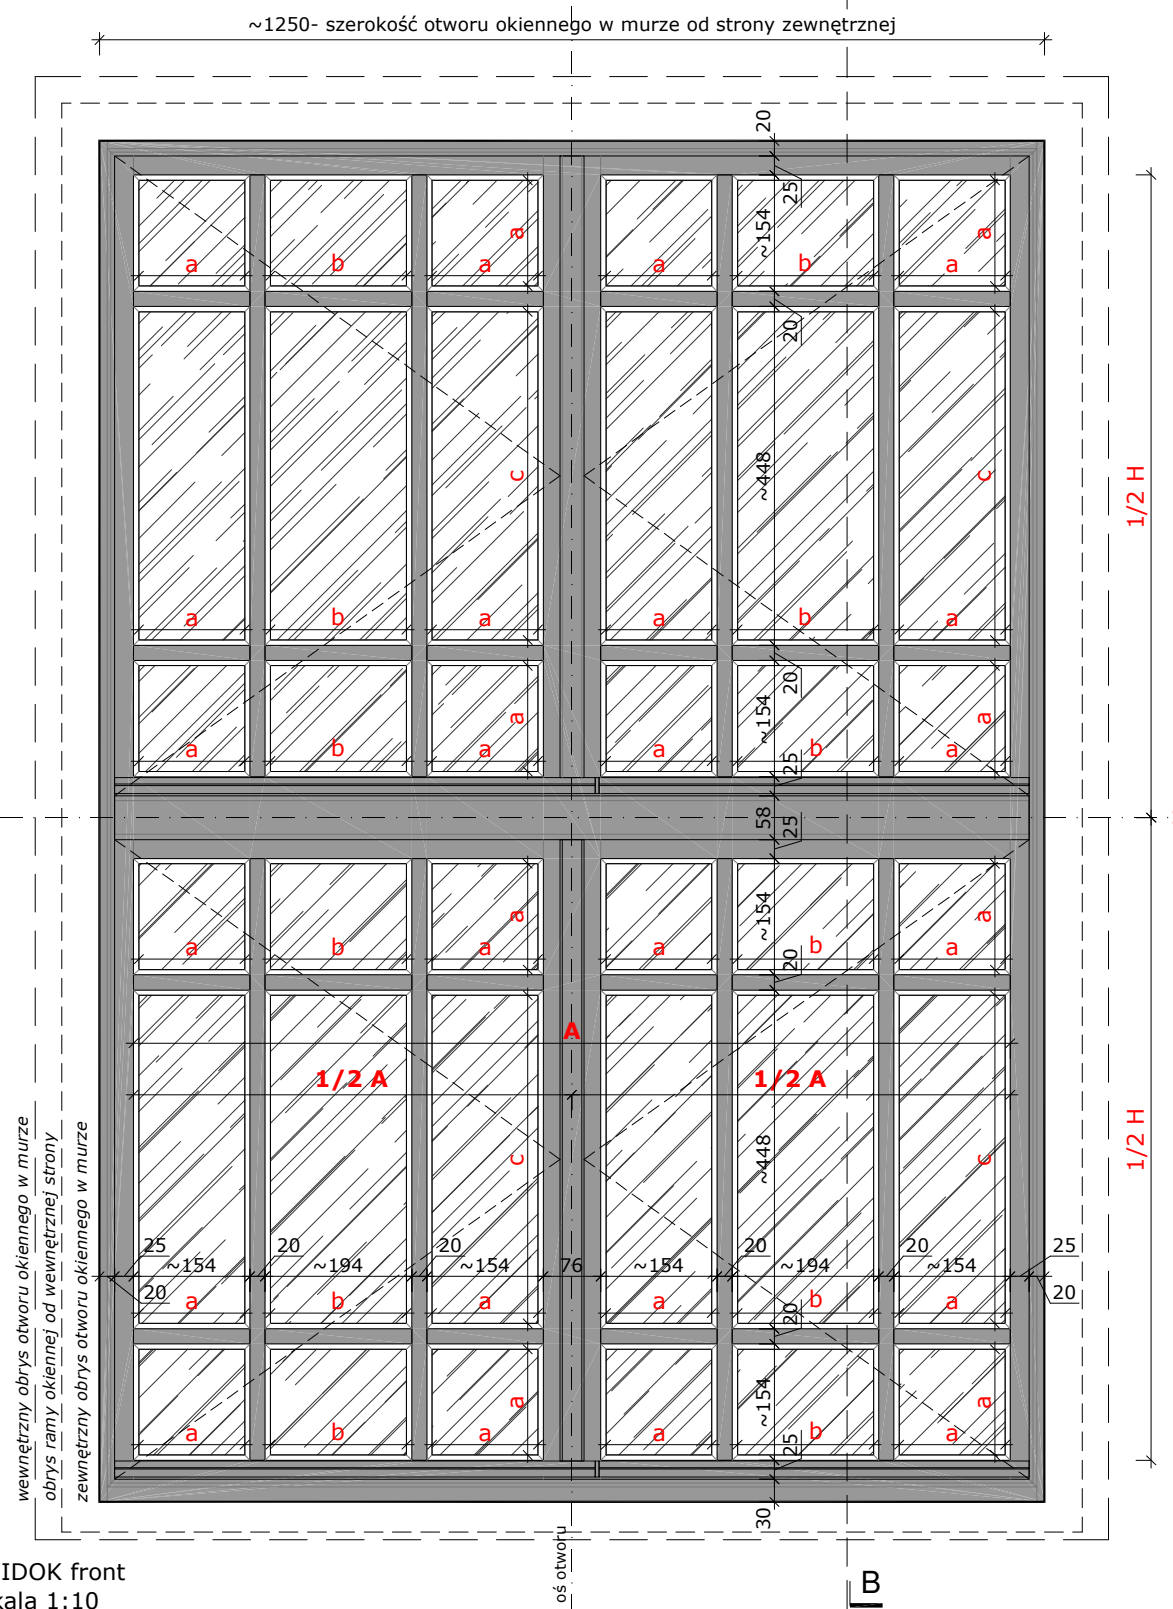 ~1250- szerokość otworu okiennego w murze od strony zewnętrznej
20
25
~154
a
a
a b a a b a
20
1/2 H
~448
c
c
a b a a b a
20
~154
a
a
a b a a b a
25
58
25
~154
a
a
a b a a b a
20
A
1/2 A 1/2 A
~448
c
c
1/2 H
25 20 20 20 20 25
~154 ~194 ~154 76 ~154 ~194 ~154
20 20
a b a a b a
20
~154
a
a
a b a a b a
25
30
wewnętrzny obrys otworu okiennego w murze
obrys ramy okiennej od wewnętrznej strony
zewnętrzny obrys otworu okiennego w murze
oś otworu
IDOK front
kala 1:10
B